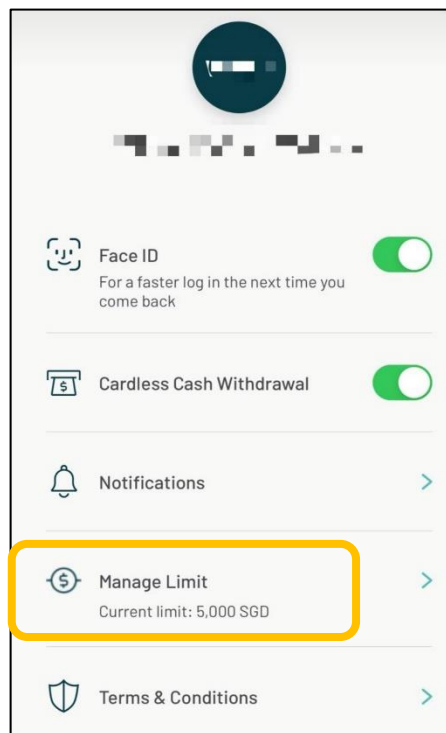 Face ID
For a faster log in the next time you
come back
Cardless Cash Withdrawal
Notifications
Manage Limit
Current limit: 5,000 SGD
Terms & Conditions